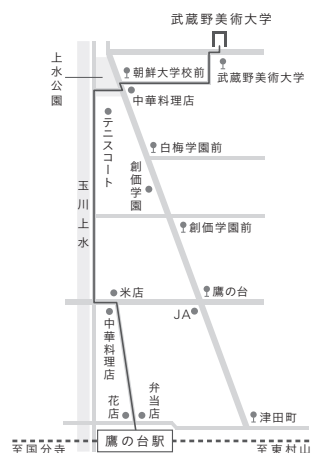 武蔵野美術大学
上水公園
朝鮮大学校前
武蔵野美術大学
中華料理店
テニスコート
白梅学園前
創価学園
玉川上水
創価学園前
米店
鷹の台
JA
中華料理店
花店
弁当店
津田町
至国分寺
鷹の台駅
至東村山